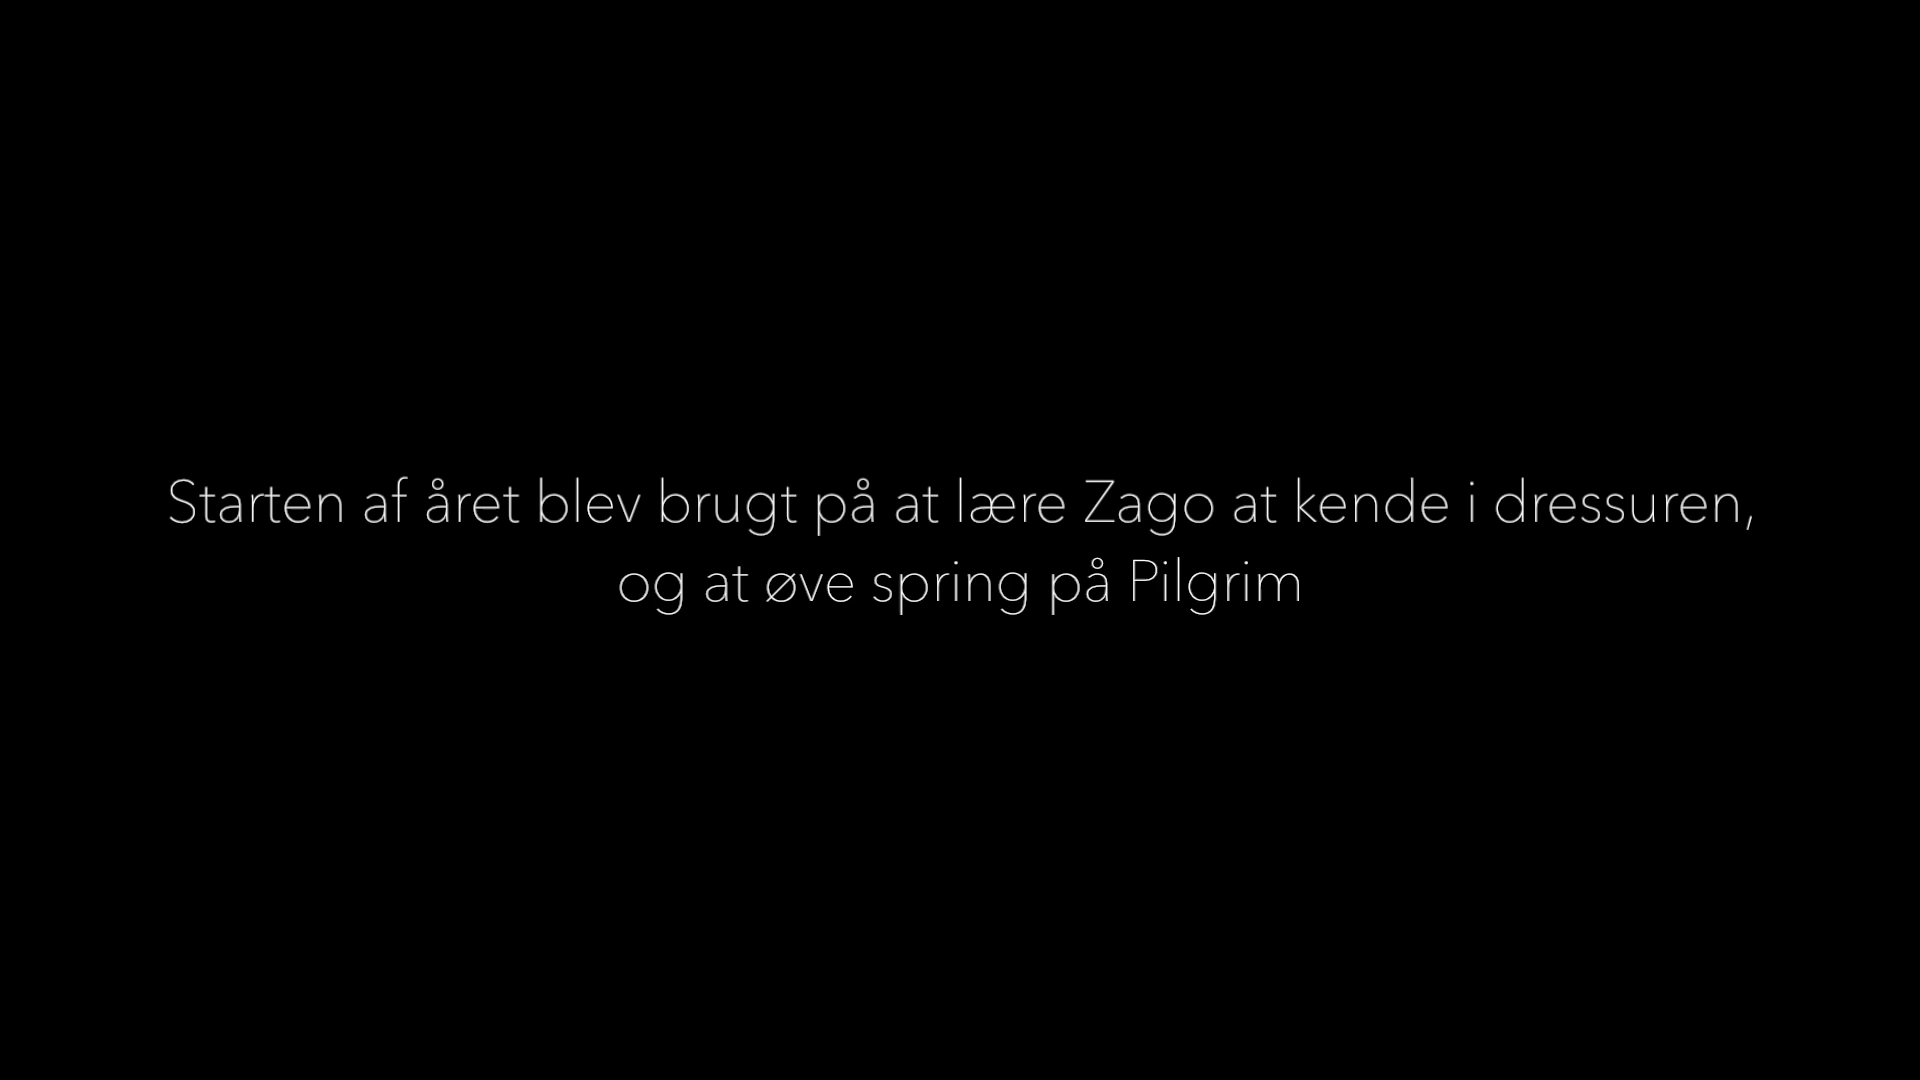 Starten af året blev brugt på at lære Zago at kende i dressuren,
og at øve spring på Pilgrim